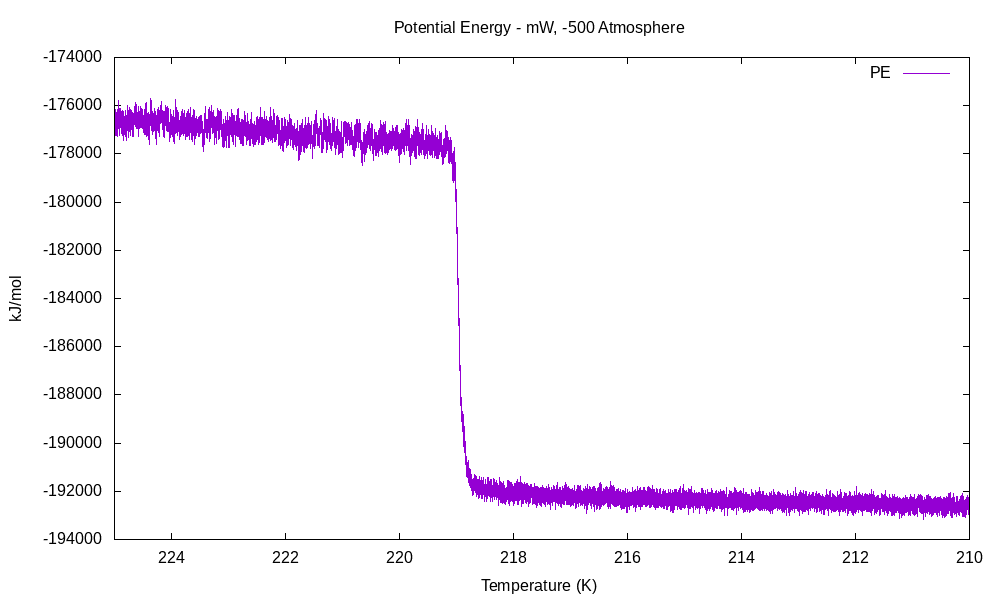 Potential Energy - mW, -500 Atmosphere
PE
-174000
-176000
-178000
-180000
-182000
-184000
-186000
-188000
-190000
-192000
-194000
kJ/mol
224 222 220 218 216 214 212 210
Temperature (K)